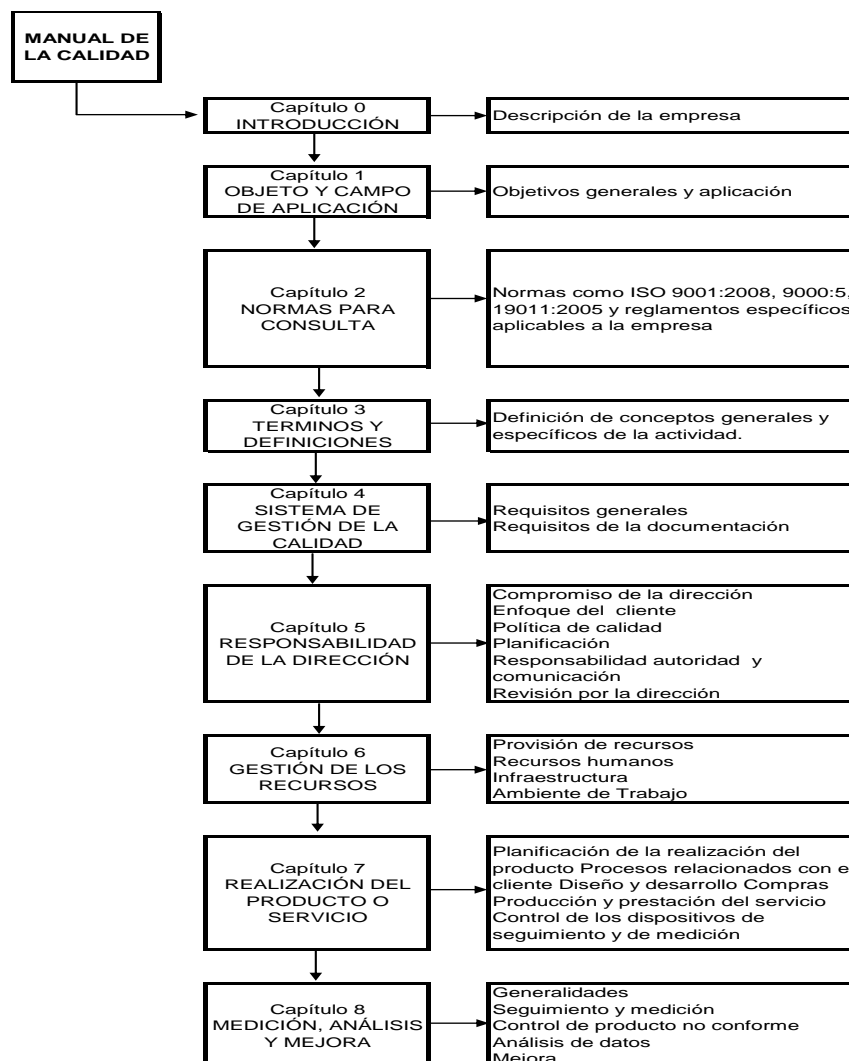 MANUAL DE
LA CALIDAD
Capítulo 0
INTRODUCCIÓN
Descripción de la empresa
Capítulo 1
OBJETO Y CAMPO
DE APLICACIÓN
Objetivos generales y aplicación
Capítulo 2
NORMAS PARA
CONSULTA
Normas como ISO 9001:2008, 9000:5,
19011:2005 y reglamentos específicos
aplicables a la empresa
Capítulo 3
TERMINOS Y
DEFINICIONES
Definición de conceptos generales y
específicos de la actividad.
Capítulo 4
SISTEMA DE
GESTIÓN DE LA
CALIDAD
Requisitos generales
Requisitos de la documentación
Capítulo 5
RESPONSABILIDAD
DE LA DIRECCIÓN
Compromiso de la dirección
Enfoque del cliente
Política de calidad
Planificación
Responsabilidad autoridad y
comunicación
Revisión por la dirección
Capítulo 6
GESTIÓN DE LOS
RECURSOS
Provisión de recursos
Recursos humanos
Infraestructura
Ambiente de Trabajo
Capítulo 7
REALIZACIÓN DEL
PRODUCTO O
SERVICIO
Planificación de la realización del
producto Procesos relacionados con e
cliente Diseño y desarrollo Compras
Producción y prestación del servicio
Control de los dispositivos de
seguimiento y de medición
Capítulo 8
MEDICIÓN, ANÁLISIS
Y MEJORA
Generalidades
Seguimiento y medición
Control de producto no conforme
Análisis de datos
Mejora